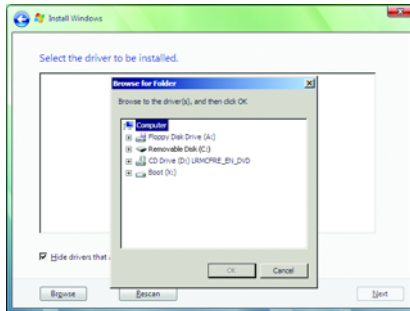 Install Windows
Select the driver to be installed.
Browse for Folder
Browse to the driver(s), and then click OK
Computer
Floppy Disk Drive (A:)
Removable Disk (C:)
CD Drive (D:) LRMCFRE_EN_DVD
Boot (X:)
Hide drivers that
OK
Cancel
Browse
Rescan
Next